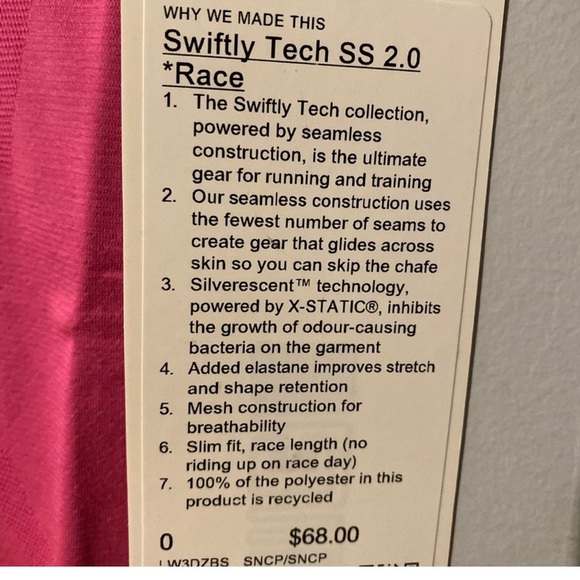 WHY WE MADE THIS
Swiftly Tech SS 2.0
*Race
1. The Swiftly Tech collection,
powered by seamless
construction, is the ultimate
gear for running and training
2. Our seamless construction uses
the fewest number of seams to
create gear that glides across
skin so you can skip the chafe
3. Silverescent™ technology,
powered by X-STATIC®, inhibits
the growth of odour-causing
bacteria on the garment
4. Added elastane improves stretch
and shape retention
5. Mesh construction for
breathability
6. Slim fit, race length (no
riding up on race day)
7. 100% of the polyester in this
product is recycled
0 $68.00
LW3DZBS SNCP/SNCP